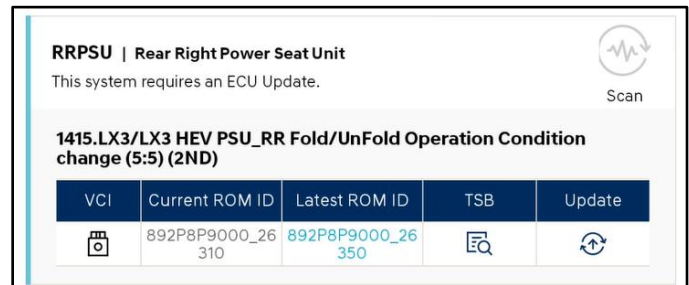 RRPSU | Rear Right Power Seat Unit
This system requires an ECU Update.
Scan
1415.LX3/LX3 HEV PSU_RR Fold/UnFold Operation Condition
change (5:5) (2ND)
VCI Current ROM ID Latest ROM ID TSB Update
892P8P9000_26 892P8P9000_26
310 350